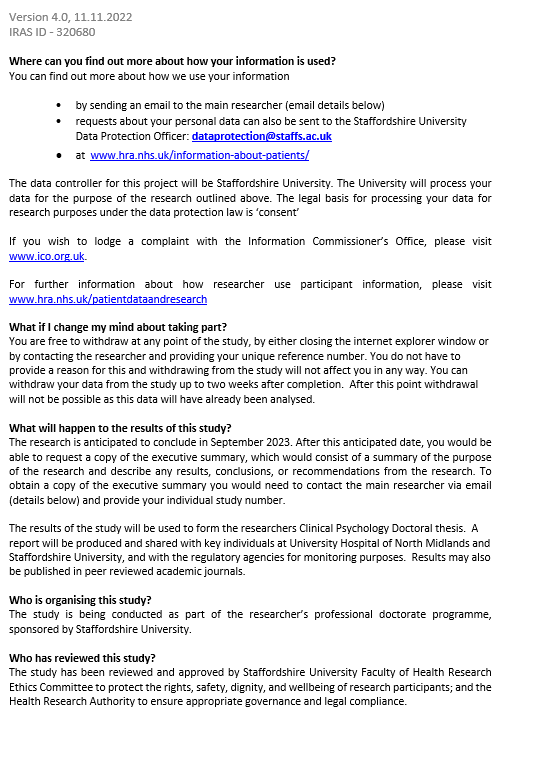 Version 4.0, 11.11.2022
IRAS ID - 320680
Where can you find out more about how your information is used?
You can find out more about how we use your information
• by sending an email to the main researcher (email details below)
• requests about your personal data can also be sent to the Staffordshire University
Data Protection Officer: dataprotection@staffs.ac.uk
• at www.hra.nhs.uk/information-about-patients/
The data controller for this project will be Staffordshire University. The University will process your
data for the purpose of the research outlined above. The legal basis for processing your data for
research purposes under the data protection law is ‘consent’
If you wish to lodge a complaint with the Information Commissioner’s Office, please visit
www.ico.org.uk.
For further information about how researcher use participant information, please visit
www.hra.nhs.uk/patientdataandresearch
What if I change my mind about taking part?
You are free to withdraw at any point of the study, by either closing the internet explorer window or
by contacting the researcher and providing your unique reference number. You do not have to
provide a reason for this and withdrawing from the study will not affect you in any way. You can
withdraw your data from the study up to two weeks after completion. After this point withdrawal
will not be possible as this data will have already been analysed.
What will happen to the results of this study?
The research is anticipated to conclude in September 2023. After this anticipated date, you would be
able to request a copy of the executive summary, which would consist of a summary of the purpose
of the research and describe any results, conclusions, or recommendations from the research. To
obtain a copy of the executive summary you would need to contact the main researcher via email
(details below) and provide your individual study number.
The results of the study will be used to form the researchers Clinical Psychology Doctoral thesis. A
report will be produced and shared with key individuals at University Hospital of North Midlands and
Staffordshire University, and with the regulatory agencies for monitoring purposes. Results may also
be published in peer reviewed academic journals.
Who is organising this study?
The study is being conducted as part of the researcher’s professional doctorate programme,
sponsored by Staffordshire University.
Who has reviewed this study?
The study has been reviewed and approved by Staffordshire University Faculty of Health Research
Ethics Committee to protect the rights, safety, dignity, and wellbeing of research participants; and the
Health Research Authority to ensure appropriate governance and legal compliance.